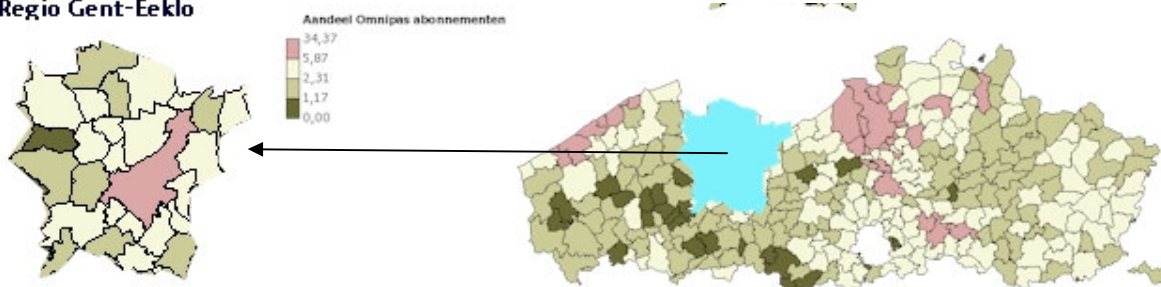 Regio Gent-Eeklo
Aandeel Omnipas abonnementen
34,37
5,87
2,31
1,17
0,00